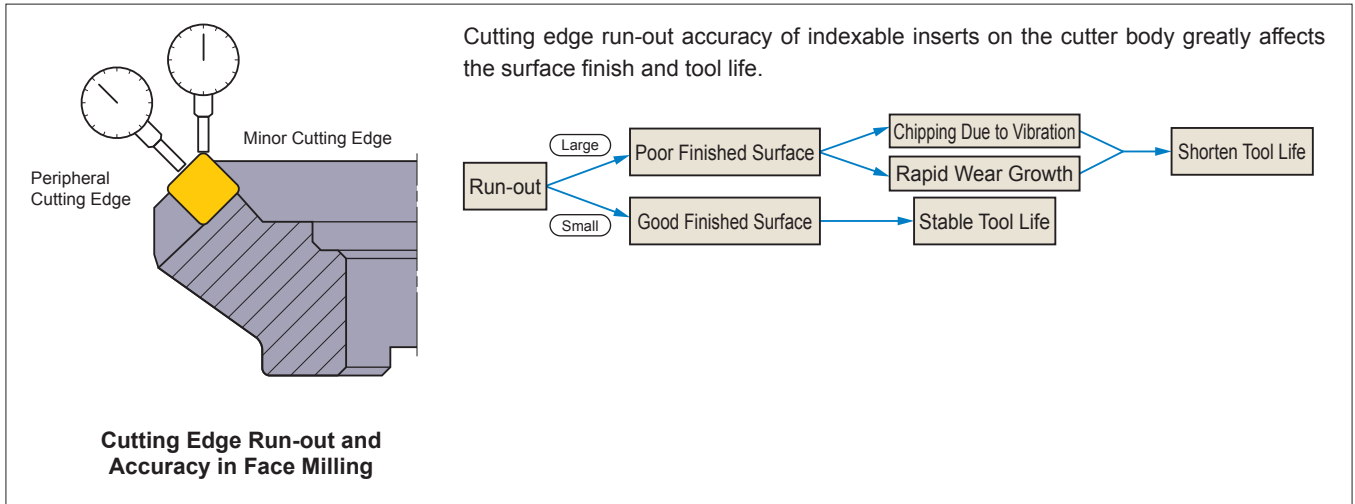 Cutting edge run-out accuracy of indexable inserts on the cutter body greatly affects
the surface finish and tool life.
Minor Cutting Edge
Peripheral
Cutting Edge
Run-out
Large
Small
Poor Finished Surface
Good Finished Surface
Chipping Due to Vibration
Rapid Wear Growth
Stable Tool Life
Shorten Tool Life
Cutting Edge Run-out and
Accuracy in Face Milling